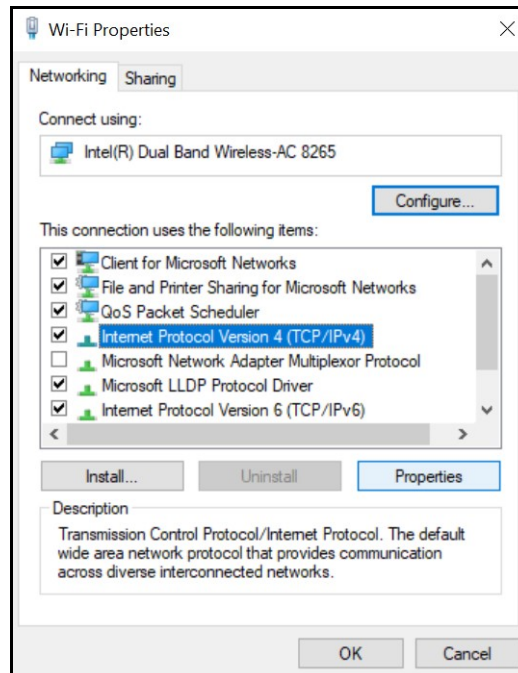 Wi-Fi Properties
Networking
Sharing
Connect using:
Intel(R) Dual Band Wireless-AC 8265
Configure...
This connection uses the following items:
Client for Microsoft Networks
File and Printer Sharing for Microsoft Networks
QoS Packet Scheduler
Internet Protocol Version 4 (TCP/IPv4)
Microsoft Network Adapter Multiplexor Protocol
Microsoft LLDP Protocol Driver
Internet Protocol Version 6 (TCP/IPv6)
Install...
Uninstall
Properties
Description
Transmission Control Protocol/Internet Protocol. The default
wide area network protocol that provides communication
across diverse interconnected networks.
OK
Cancel